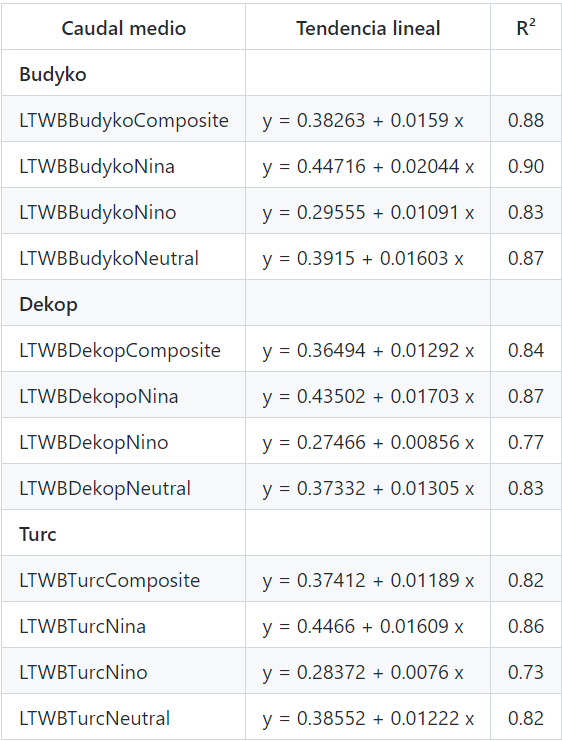 Caudal medio Tendencia lineal R²
Budyko
LTWBBudykoComposite y = 0.38263 + 0.0159 x 0.88
LTWBBudykoNina y = 0.44716 + 0.02044 x 0.90
LTWBBudykoNino y = 0.29555 + 0.01091 x 0.83
LTWBBudykoNeutral y = 0.3915 + 0.01603 x 0.87
Dekop
LTWBDekopComposite y = 0.36494 + 0.01292 x 0.84
LTWBDekopoNina y = 0.43502 + 0.01703 x 0.87
LTWBDekopNino y = 0.27466 + 0.00856 x 0.77
LTWBDekopNeutral y = 0.37332 + 0.01305 x 0.83
Turc
LTWBTurcComposite y = 0.37412 + 0.01189 x 0.82
LTWBTurcNina y = 0.4466 + 0.01609 x 0.86
LTWBTurcNino y = 0.28372 + 0.0076 x 0.73
LTWBTurcNeutral y = 0.38552 + 0.01222 x 0.82